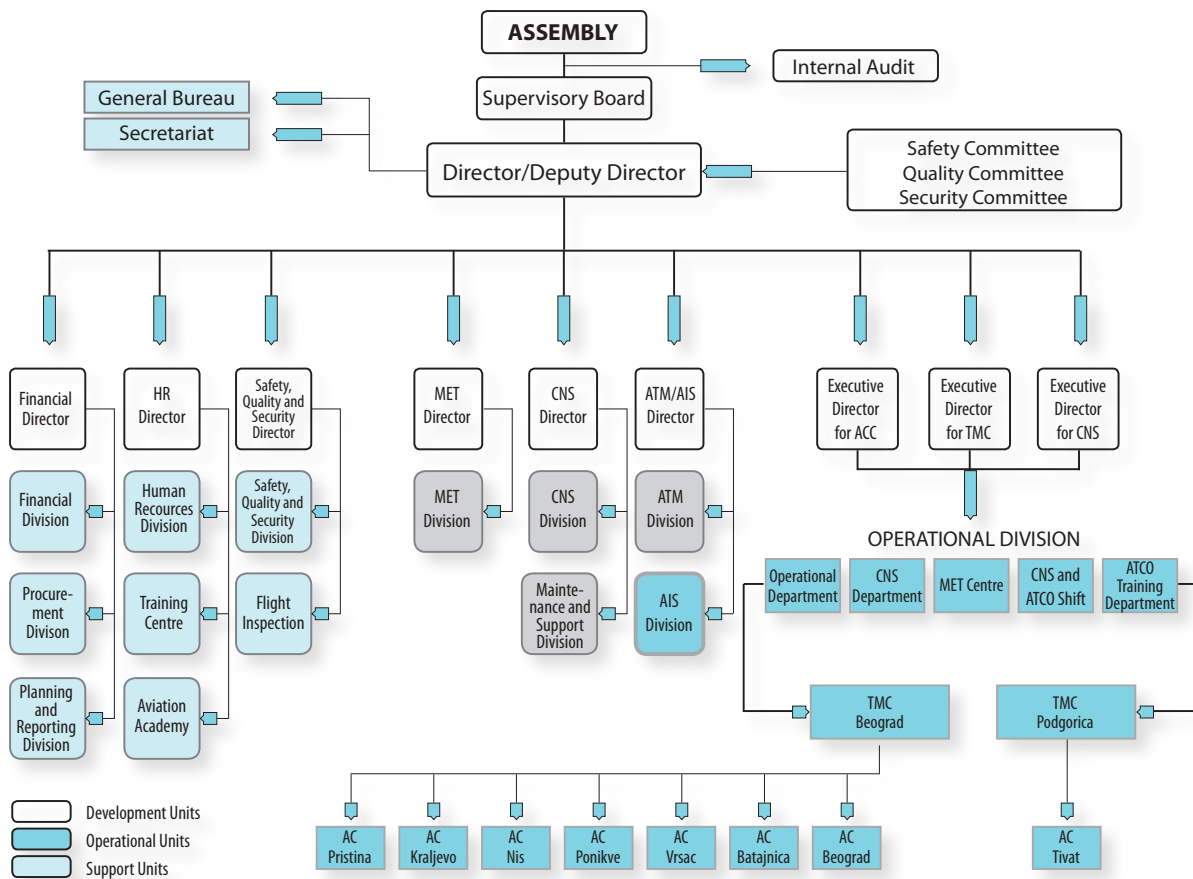 ASSEMBLY
Internal Audit
General Bureau
Supervisory Board
Secretariat
Director/Deputy Director
Safety Committee
Quality Committee
Security Committee
Financial
Director
HR
Director
Safety,
Quality and
Security
Director
MET
Director
CNS
Director
ATM/AIS
Director
Executive
Director
for ACC
Executive
Director
for TMC
Executive
Director
for CNS
Financial
Division
Human
Recources
Division
Safety,
Quality and
Security
Division
MET
Division
CNS
Division
ATM
Division
OPERATIONAL DIVISION
Operational
Department
CNS
Department
MET Centre
CNS and
ATCO Shift
ATCO
Training
Department
Procure-
ment
Divison
Training
Centre
Flight
Inspection
Mainte-
nance and
Support
Division
AIS
Division
Planning
and
Reporting
Division
Aviation
Academy
TMC
Beograd
TMC
Podgorica
Development Units
Operational Units
Support Units
AC
Pristina
AC
Kraljevo
AC
Nis
AC
Ponikve
AC
Vrsac
AC
Batajnica
AC
Beograd
AC
Tivat